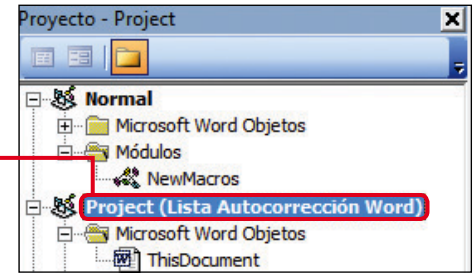 Proyecto - Project
Normal
Microsoft Word Objetos
Módulos
NewMacros
Project (Lista Autocorrección Word)
Microsoft Word Objetos
ThisDocument